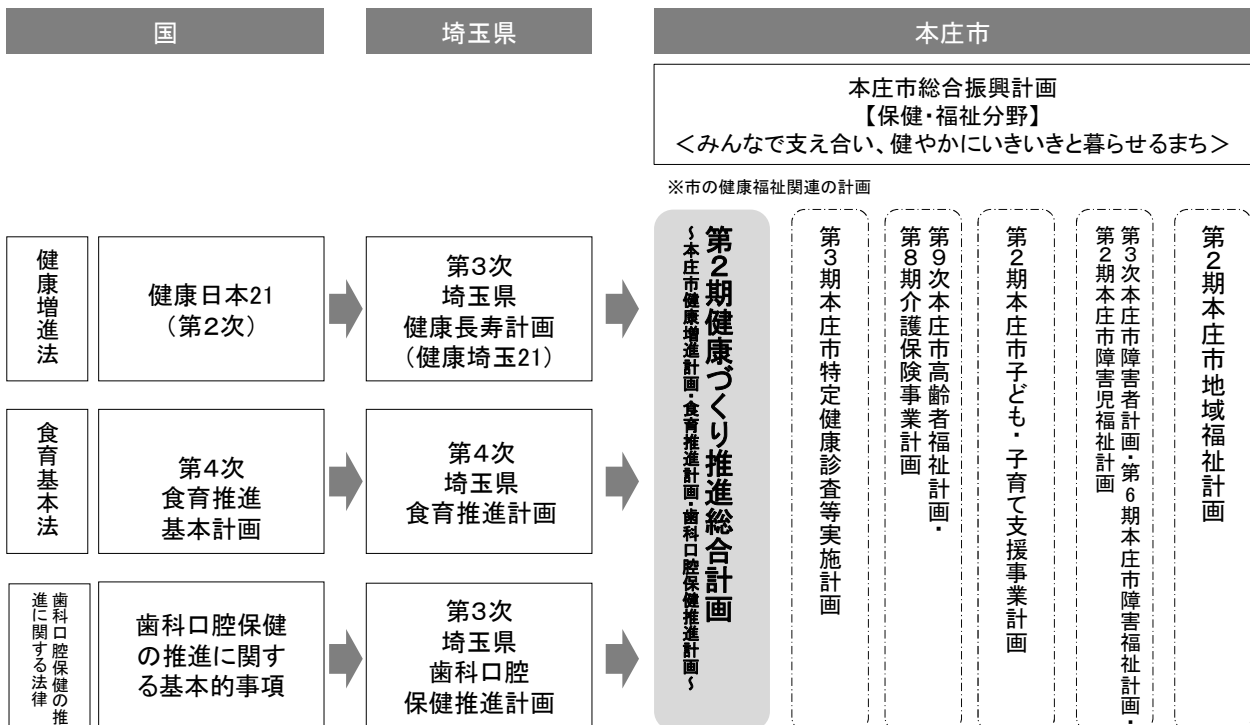 国
埼玉県
本庄市
本庄市総合振興計画
【保健・福祉分野】
＜みんなで支え合い、健やかにいきいきと暮らせるまち＞
※市の健康福祉関連の計画
健康増進法
健康日本21
（第２次）
第３次
埼玉県
健康長寿計画
（健康埼玉21）
食育基本法
第４次
食育推進
基本計画
第４次
埼玉県
食育推進計画
歯科口腔保健の推
進に関する法律
歯科口腔保健
の推進に関す
る基本的事項
第３次
埼玉県
歯科口腔
保健推進計画
第２期健康づくり推進総合計画
～本庄市健康増進計画・食育推進計画・歯科口腔保健推進計画～
第３期本庄市特定健康診査等実施計画
第９次本庄市高齢者福祉計画・
第８期介護保険事業計画
第２期本庄市子ども・子育て支援事業計画
第３次本庄市障害者計画・第６期本庄市障害福祉計画・
第２期本庄市障害児福祉計画
第２期本庄市地域福祉計画